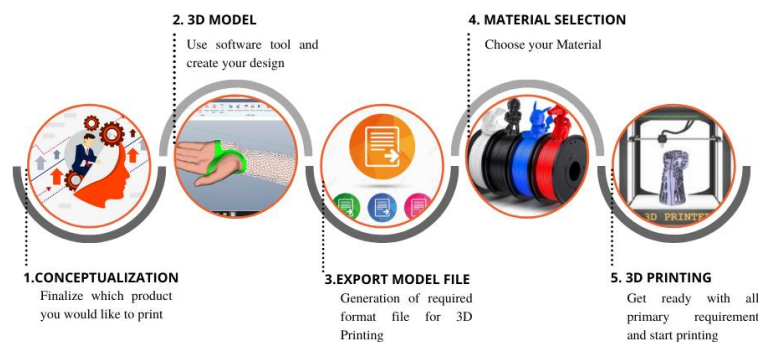 2. 3D MODEL
Use software tool and
create your design
4. MATERIAL SELECTION
Choose your Material
3D PRINTER
1.CONCEPTUALIZATION
Finalize which product
you would like to print
3.EXPORT MODEL FILE
Generation of required
format file for 3D
Printing
5. 3D PRINTING
Get ready with all
primary requirement
and start printing